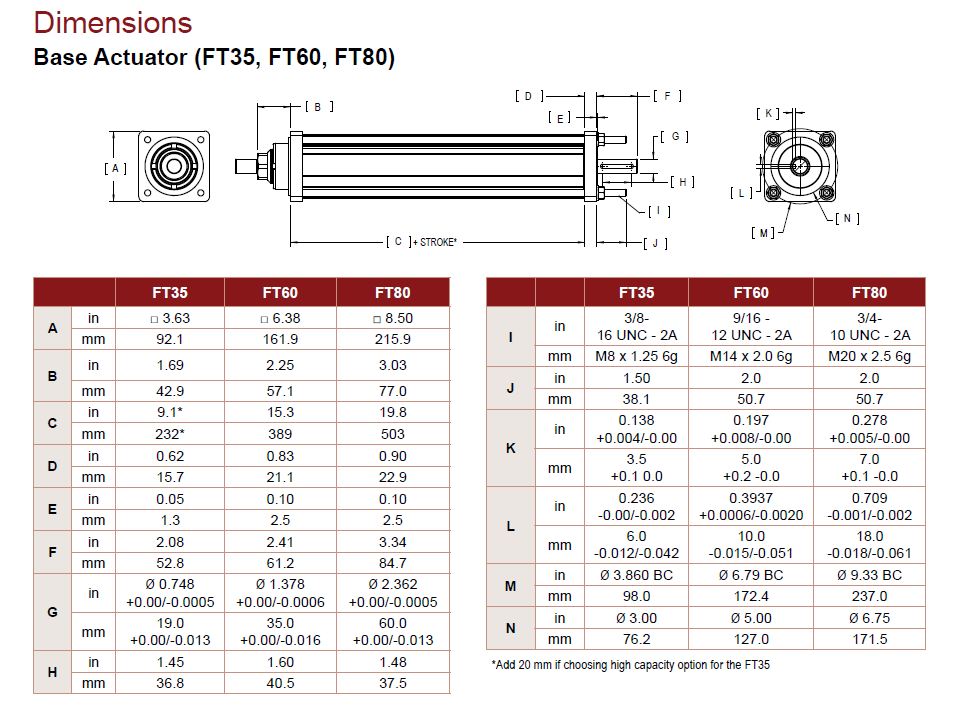 Dimensions
Base Actuator (FT35, FT60, FT80)
[ A ]
[ B ]
[ C ] + STROKE*
[ D ]
[ E ]
[ F ]
[ G ]
[ H ]
[ I ]
[ J ]
[ K ]
[ L ]
[ M ]
[ N ]
FT35 FT60 FT80
A in □ 3.63 □ 6.38 □ 8.50
mm 92.1 161.9 215.9
B in 1.69 2.25 3.03
mm 42.9 57.1 77.0
C in 9.1* 15.3 19.8
mm 232* 389 503
D in 0.62 0.83 0.90
mm 15.7 21.1 22.9
E in 0.05 0.10 0.10
mm 1.3 2.5 2.5
F in 2.08 2.41 3.34
mm 52.8 61.2 84.7
G in Ø 0.748 Ø 1.378 Ø 2.362
+0.00/-0.0005 +0.00/-0.0006 +0.00/-0.0005
mm 19.0 35.0 60.0
+0.00/-0.013 +0.00/-0.016 +0.00/-0.013
H in 1.45 1.60 1.48
mm 36.8 40.5 37.5
FT35 FT60 FT80
I in 3/8- 9/16 - 3/4-
16 UNC - 2A 12 UNC - 2A 10 UNC - 2A
mm M8 x 1.25 6g M14 x 2.0 6g M20 x 2.5 6g
J in 1.50 2.0 2.0
mm 38.1 50.7 50.7
K in 0.138 0.197 0.278
+0.004/-0.00 +0.008/-0.00 +0.005/-0.00
mm 3.5 5.0 7.0
+0.1 0.0 +0.2 -0.0 +0.1 -0.0
L in 0.236 0.3937 0.709
-0.00/-0.002 +0.0006/-0.0020 -0.001/-0.002
mm 6.0 10.0 18.0
-0.012/-0.042 -0.015/-0.051 -0.018/-0.061
M in Ø 3.860 BC Ø 6.79 BC Ø 9.33 BC
mm 98.0 172.4 237.0
N in Ø 3.00 Ø 5.00 Ø 6.75
mm 76.2 127.0 171.5
*Add 20 mm if choosing high capacity option for the FT35